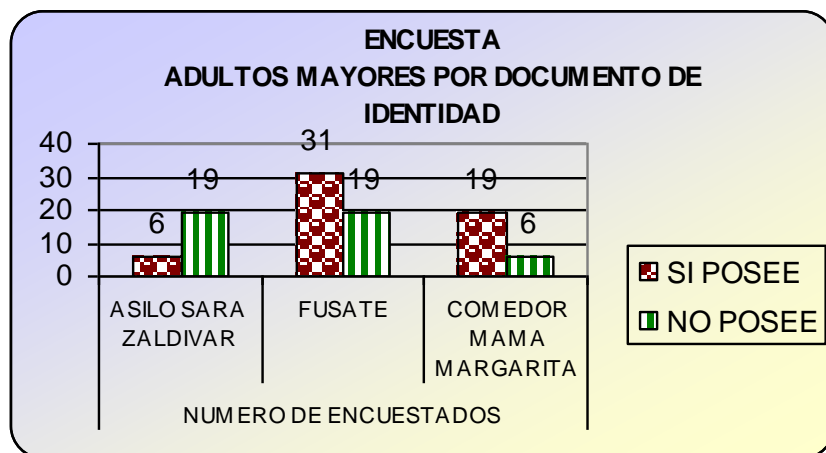 ENCUESTA
ADULTOS MAYORES POR DOCUMENTO DE
IDENTIDAD
40
30
20
10
0
6
19
31
19
19
6
ASILO SARA
ZALDIVAR
FUSATE
COMEDOR
MAMA
MARGARITA
NUMERO DE ENCUESTADOS
SI POSEE
NO POSEE